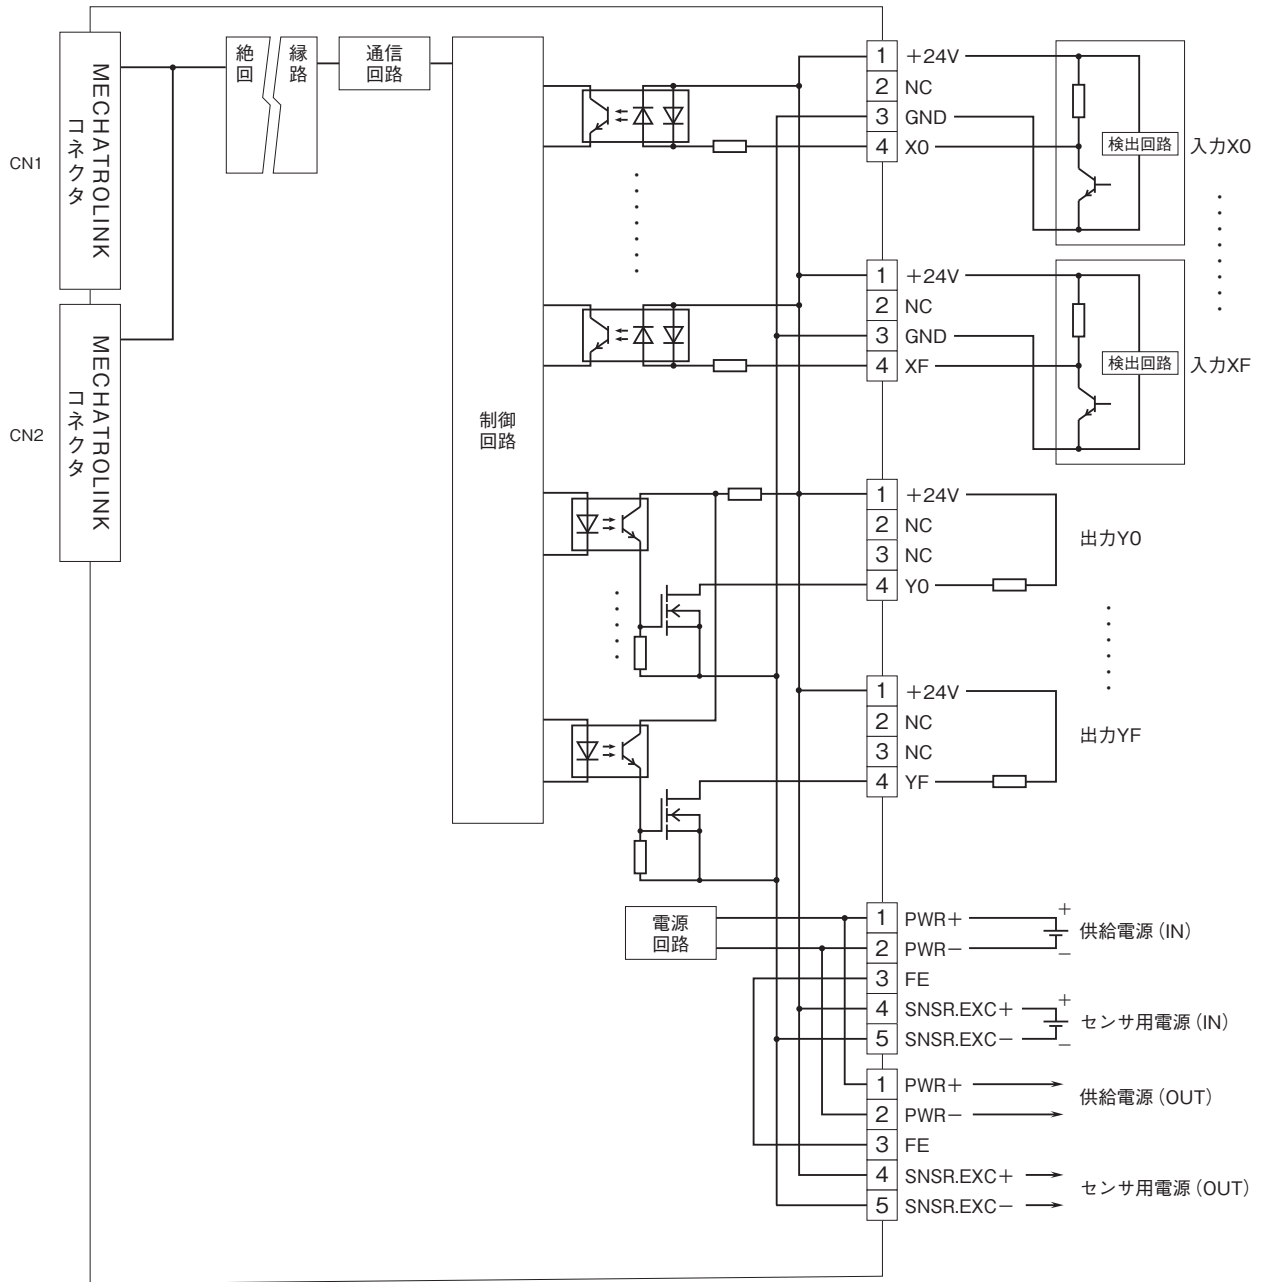 CN1
MECHATROLINK
コネクタ
CN2
MECHATROLINK
コネクタ
絶縁
回路
通信
回路
制御
回路
1 +24V
2 NC
3 GND
4 X0
検出回路
入力X0
1 +24V
2 NC
3 GND
4 XF
検出回路
入力XF
1 +24V
2 NC
3 NC
4 Y0
出力Y0
1 +24V
2 NC
3 NC
4 YF
出力YF
電源
回路
1 PWR+
2 PWR−
3 FE
4 SNSR.EXC+
5 SNSR.EXC−
+
供給電源(IN)
−
+
センサ用電源(IN)
−
1 PWR+
2 PWR−
3 FE
4 SNSR.EXC+
5 SNSR.EXC−
供給電源(OUT)
センサ用電源(OUT)